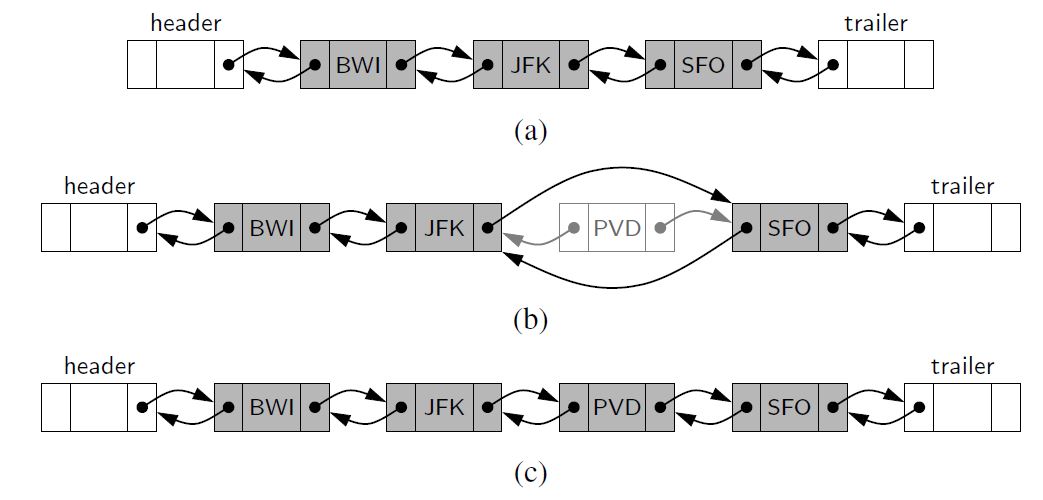 header trailer
BWI JFK SFO
(a)
header trailer
BWI JFK PVD SFO
(b)
header trailer
BWI JFK PVD SFO
(c)